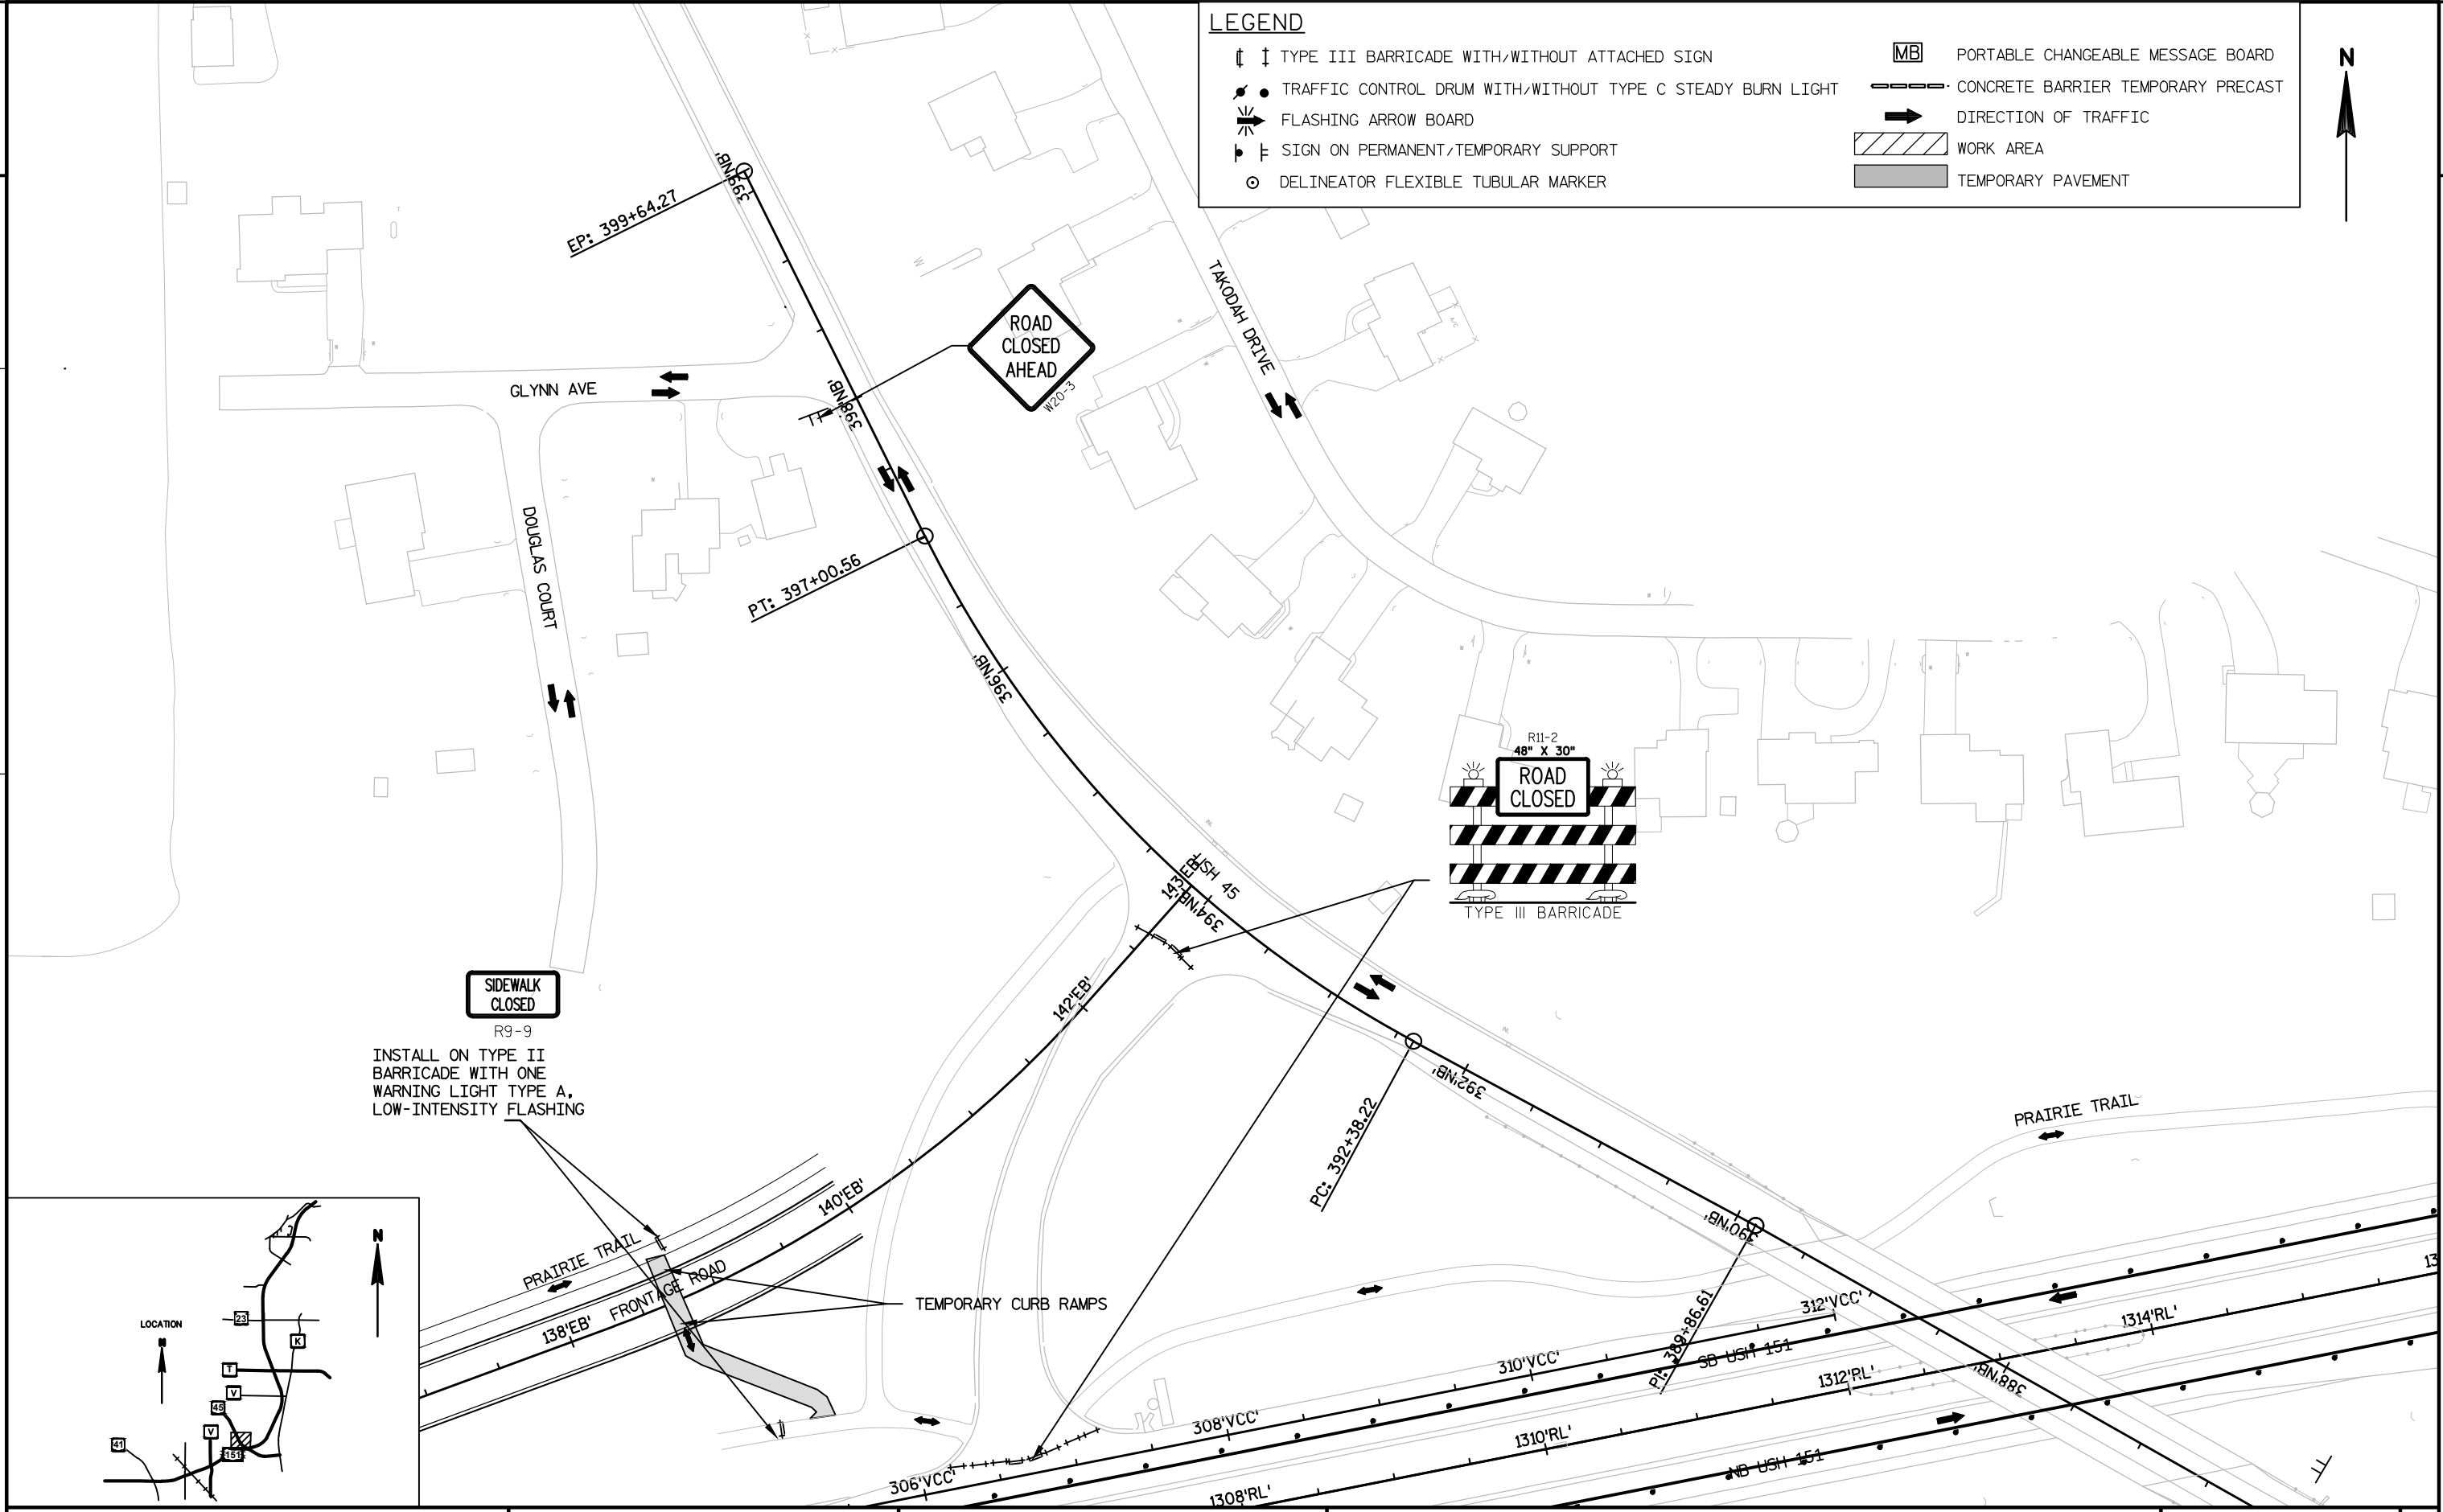 LEGEND
TYPE III BARRICADE WITH/WITHOUT ATTACHED SIGN
TRAFFIC CONTROL DRUM WITH/WITHOUT TYPE C STEADY BURN LIGHT
FLASHING ARROW BOARD
SIGN ON PERMANENT/TEMPORARY SUPPORT
DELINEATOR FLEXIBLE TUBULAR MARKER
MB PORTABLE CHANGEABLE MESSAGE BOARD
CONCRETE BARRIER TEMPORARY PRECAST
DIRECTION OF TRAFFIC
WORK AREA
TEMPORARY PAVEMENT
N
399'NB'
EP: 399+64.27
ROAD
CLOSED
AHEAD
W20-3
TAKODAH DRIVE
GLYNN AVE
398'NB'
DOUGLAS COURT
PT: 397+00.56
396'NB'
R11-2
48" X 30"
ROAD
CLOSED
TYPE III BARRICADE
143'EB'
USH 45
394'NB'
142'EB'
SIDEWALK
CLOSED
R9-9
INSTALL ON TYPE II
BARRICADE WITH ONE
WARNING LIGHT TYPE A,
LOW-INTENSITY FLASHING
392'NB'
PC: 392+38.22
PRAIRIE TRAIL
140'EB'
390'NB'
PRAIRIE TRAIL
FRONTAGE ROAD
138'EB'
TEMPORARY CURB RAMPS
PI: 389+86.61
312'VCC'
1314'RL'
13
310'VCC'
SB USH 151
1312'RL'
388'NB'
308'VCC'
1310'RL'
NB USH 151
306'VCC'
1308'RL'
N
LOCATION
N
23
K
T
V
45
V
41
151